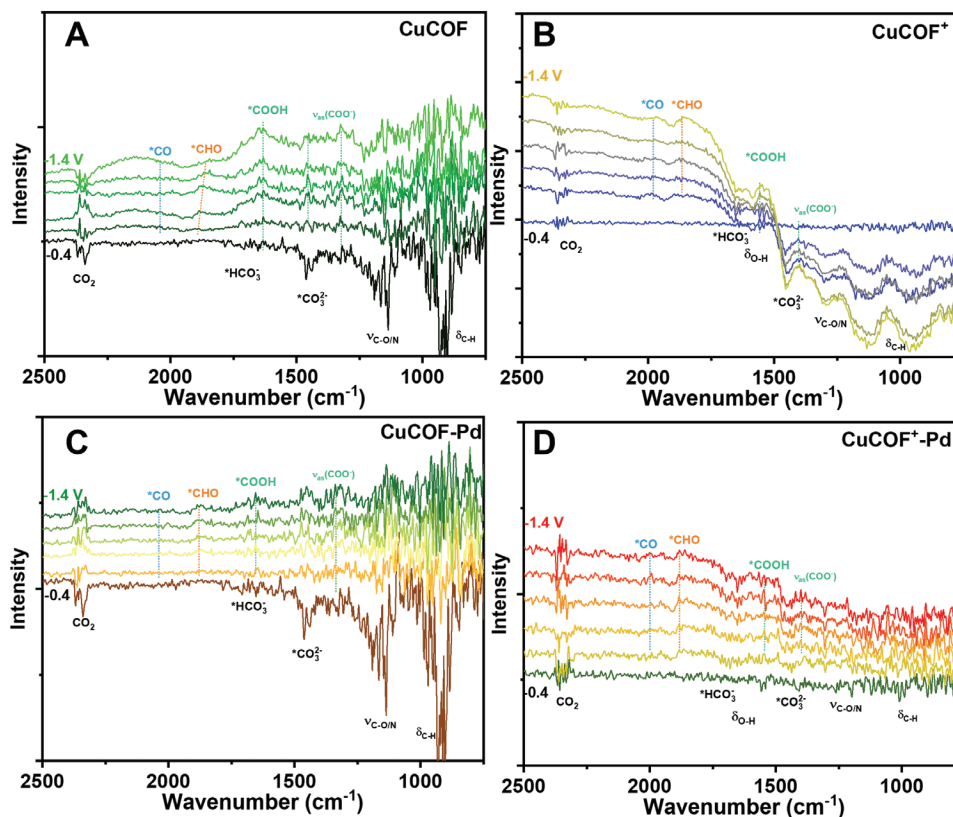 A
CuCOF
*COOH
νas(COO⁻)
*CO
*CHO
-1.4 V
-0.4
CO₂
*HCO₃⁻
*CO₃²⁻
νC-O/N
δC-H
Intensity
2500 2000 1500 1000
Wavenumber (cm⁻¹)
B
CuCOF⁺
-1.4 V
*CO
*CHO
*COOH
νas(COO⁻)
-0.4
CO₂
*HCO₃⁻
δO-H
*CO₃²⁻
νC-O/N
δC-H
Intensity
2500 2000 1500 1000
Wavenumber (cm⁻¹)
C
CuCOF-Pd
νas(COO⁻)
*COOH
-1.4 V
*CO
*CHO
-0.4
CO₂
*HCO₃⁻
*CO₃²⁻
νC-O/N
δC-H
Intensity
2500 2000 1500 1000
Wavenumber (cm⁻¹)
D
CuCOF⁺-Pd
-1.4 V
*CO
*CHO
*COOH
νas(COO⁻)
-0.4
CO₂
*HCO₃⁻
*CO₃²⁻
νC-O/N
δO-H
δC-H
Intensity
2500 2000 1500 1000
Wavenumber (cm⁻¹)